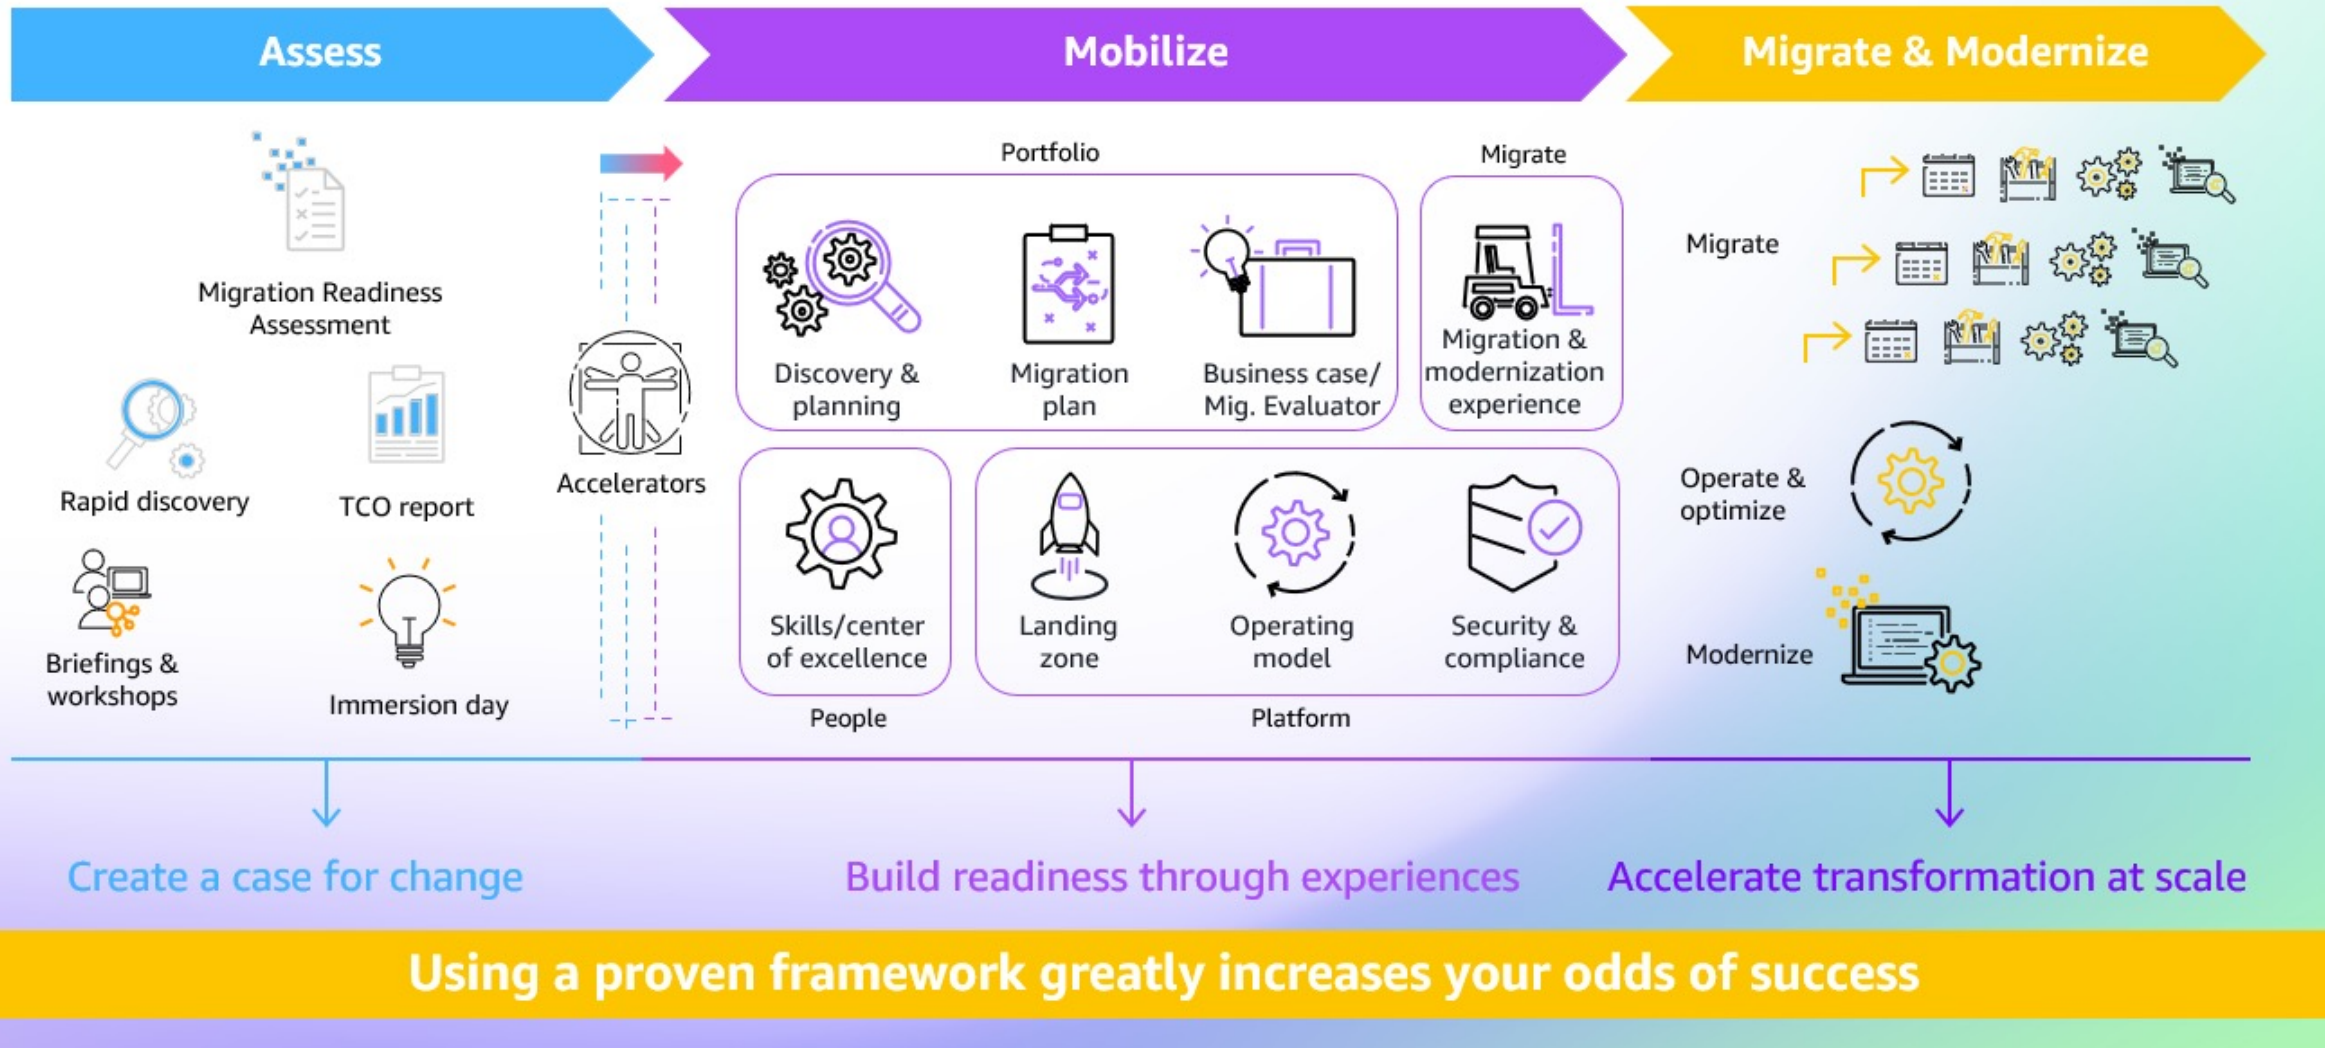 Assess
Mobilize
Migrate & Modernize
Migration Readiness
Assessment
Rapid discovery
TCO report
Briefings &
workshops
Immersion day
Accelerators
Portfolio
Discovery &
planning
Migration
plan
Business case/
Mig. Evaluator
Migrate
Migration &
modernization
experience
Skills/center
of excellence
People
Landing
zone
Operating
model
Security &
compliance
Platform
Migrate
Operate &
optimize
Modernize
Create a case for change
Build readiness through experiences
Accelerate transformation at scale
Using a proven framework greatly increases your odds of success